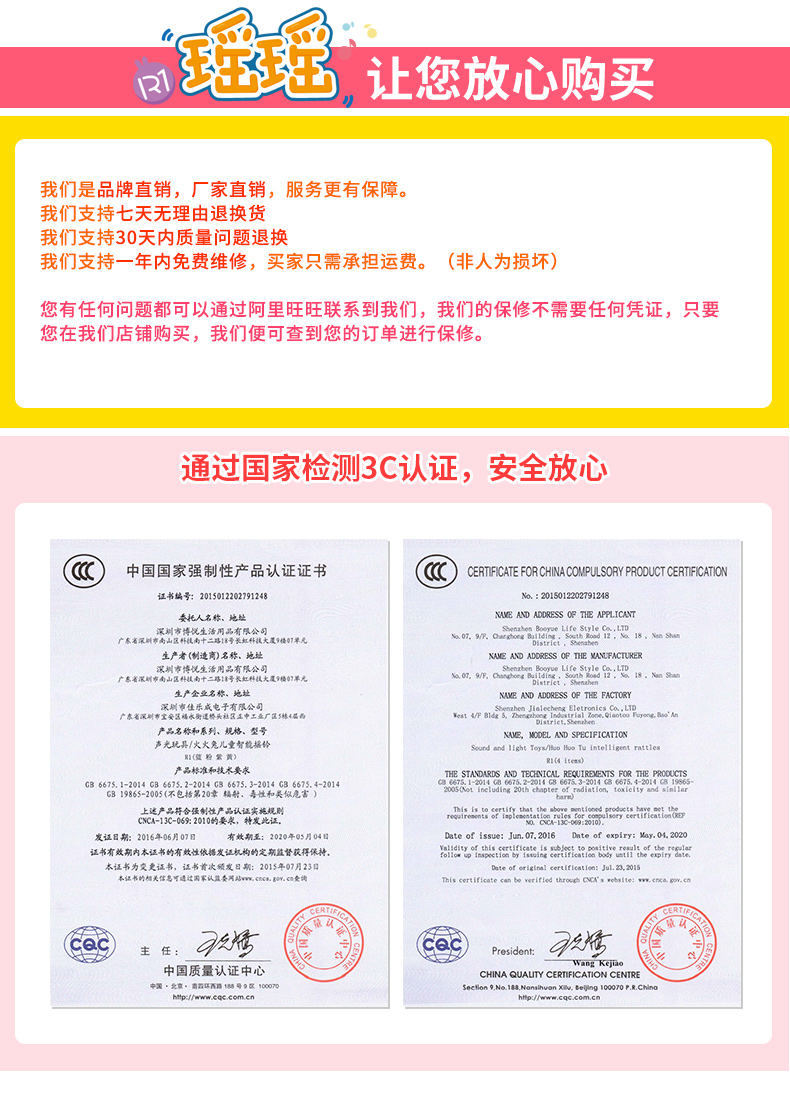 R1 瑶瑶 让您放心购买
我们是品牌直销，厂家直销，服务更有保障。
我们支持七天无理由退换货
我们支持30天内质量问题退换
我们支持一年内免费维修，买家只需承担运费。（非人为损坏）
您有任何问题都可以通过阿里旺旺联系到我们，我们的保修不需要任何凭证，只要
您在我们店铺购买，我们便可查到您的订单进行保修。
通过国家检测3C认证，安全放心
CCC 中国国家强制性产品认证证书
证书编号：2015012202791248
委托人名称、地址
深圳市博悦生活用品有限公司
广东省深圳市南山区科技南十二路18号长虹科技大厦9楼07单元
生产者(制造商)名称、地址
深圳市博悦生活用品有限公司
广东省深圳市南山区科技南十二路18号长虹科技大厦9楼07单元
生产企业名称、地址
深圳市佳乐成电子有限公司
广东省深圳市宝安区福永街道桥头社区正中工业厂区5栋4层西
产品名称和系列、规格、型号
声光玩具/火火兔儿童智能摇铃
R1(蓝 粉 紫 黄)
产品标准和技术要求
GB 6675.1-2014 GB 6675.2-2014 GB 6675.3-2014 GB 6675.4-2014
GB 19865-2005(不包括第20章 辐射、毒性和类似危害 )
上述产品符合强制性产品认证实施规则
CNCA-13C-069:2010的要求，特发此证。
发证日期：2016年06月07日 有效期至：2020年05月04日
证书有效期内本证书的有效性依据发证机构的定期监督获得保持。
本证书为变更证书，证书首次颁发日期：2015年07月23日
本证书的相关信息可通过国家认监委网站www.cnca.gov.cn查询
CQC
主 任：
中国质量认证中心
中国·北京·南四环西路 188 号 9 区 100070
http://www.cqc.com.cn
CHINA QUALITY CERTIFICATION CENTRE
中国质量认证中心
CCC CERTIFICATE FOR CHINA COMPULSORY PRODUCT CERTIFICATION
No.：2015012202791248
NAME AND ADDRESS OF THE APPLICANT
Shenzhen Booyue Life Style Co.,LTD
No.07, 9/F, Changhong Building , South Road 12 , No. 18 , Nan Shan
District , Shenzhen
NAME AND ADDRESS OF THE MANUFACTURER
Shenzhen Booyue Life Style Co.,LTD
No.07, 9/F, Changhong Building , South Road 12 , No. 18 , Nan Shan
District , Shenzhen
NAME AND ADDRESS OF THE FACTORY
Shenzhen Jialecheng Eletronics Co.,LTD
West 4/F Bldg 5, Zhengzhong Industrial Zone,Qiantou Fuyong,Bao'An
District,Shenzhen
NAME, MODEL AND SPECIFICATION
Sound and light Toys/Huo Huo Tu intelligent rattles
R1(4 items)
THE STANDARDS AND TECHNICAL REQUIREMENTS FOR THE PRODUCTS
GB 6675.1-2014 GB 6675.2-2014 GB 6675.3-2014 GB 6675.4-2014 GB 19865-
2005(Not including 20th chapter of radiation, toxicity and similar
harm)
This is to certify that the above mentioned products have met the
requirements of implementation rules for compulsory certification(REF
NO. CNCA-13C-069:2010).
Date of issue: Jun.07,2016 Date of expiry: May.04,2020
Validity of this certificate is subject to positive result of the regular
follow up inspection by issuing certification body until the expiry date.
Date of original certification: Jul.23,2015
This certificate can be verified through CNCA's website: www.cnca.gov.cn
CQC
President:
Wang Kejiao
CHINA QUALITY CERTIFICATION CENTRE
Section 9,No.188,Nansihuan Xilu, Beijing 100070 P.R.China
http://www.cqc.com.cn
CHINA QUALITY CERTIFICATION CENTRE
中国质量认证中心